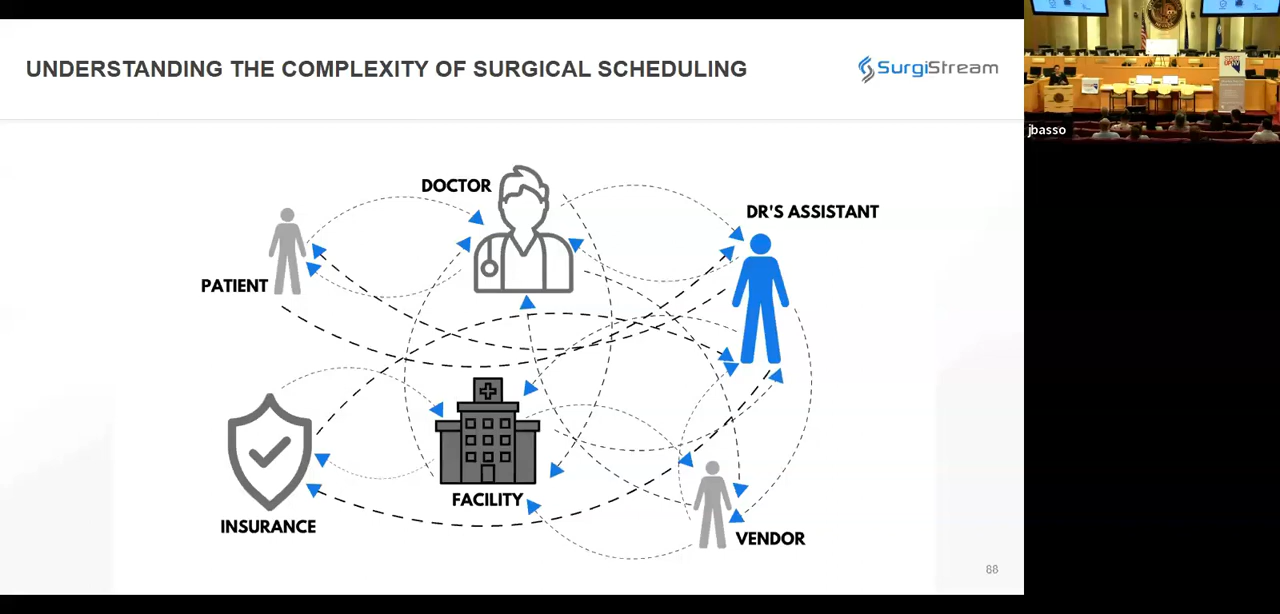 UNDERSTANDING THE COMPLEXITY OF SURGICAL SCHEDULING
SurgiStream
jbasso
DOCTOR
DR'S ASSISTANT
PATIENT
FACILITY
INSURANCE
VENDOR
88